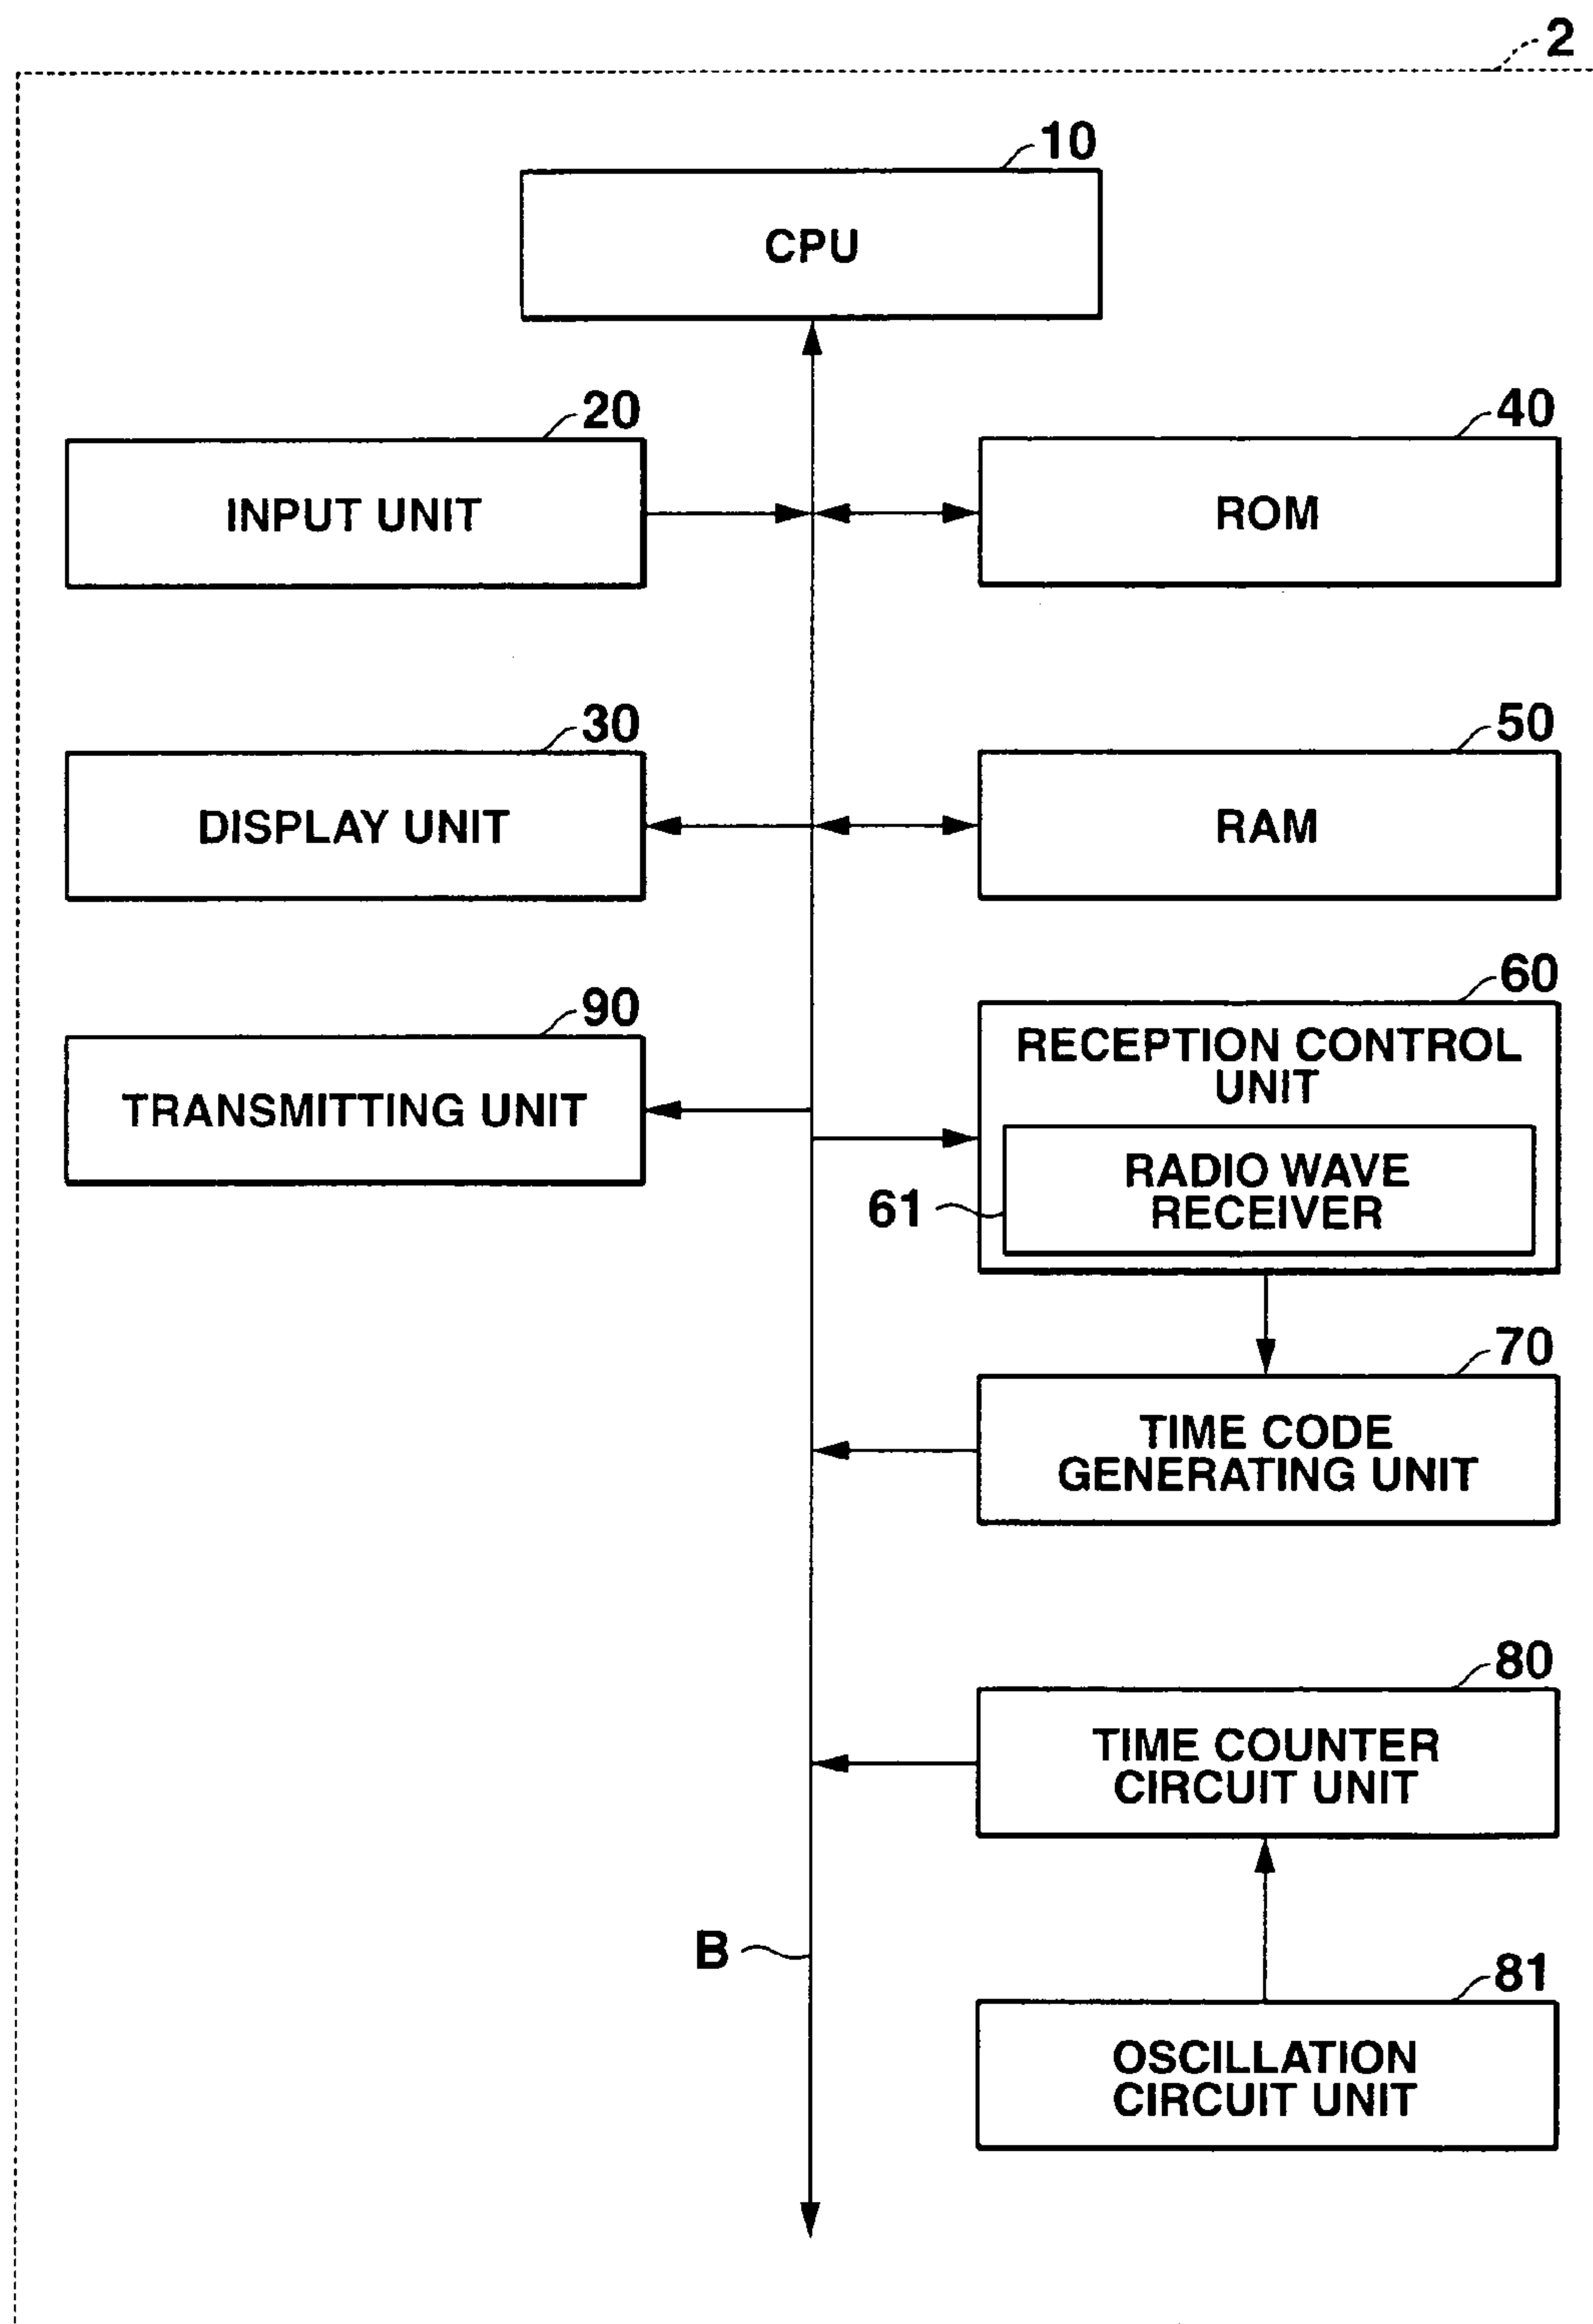 2
10
CPU
20
INPUT UNIT
40
ROM
30
DISPLAY UNIT
50
RAM
90
TRANSMITTING UNIT
60
RECEPTION CONTROL
UNIT
61
RADIO WAVE
RECEIVER
70
TIME CODE
GENERATING UNIT
80
TIME COUNTER
CIRCUIT UNIT
B
81
OSCILLATION
CIRCUIT UNIT